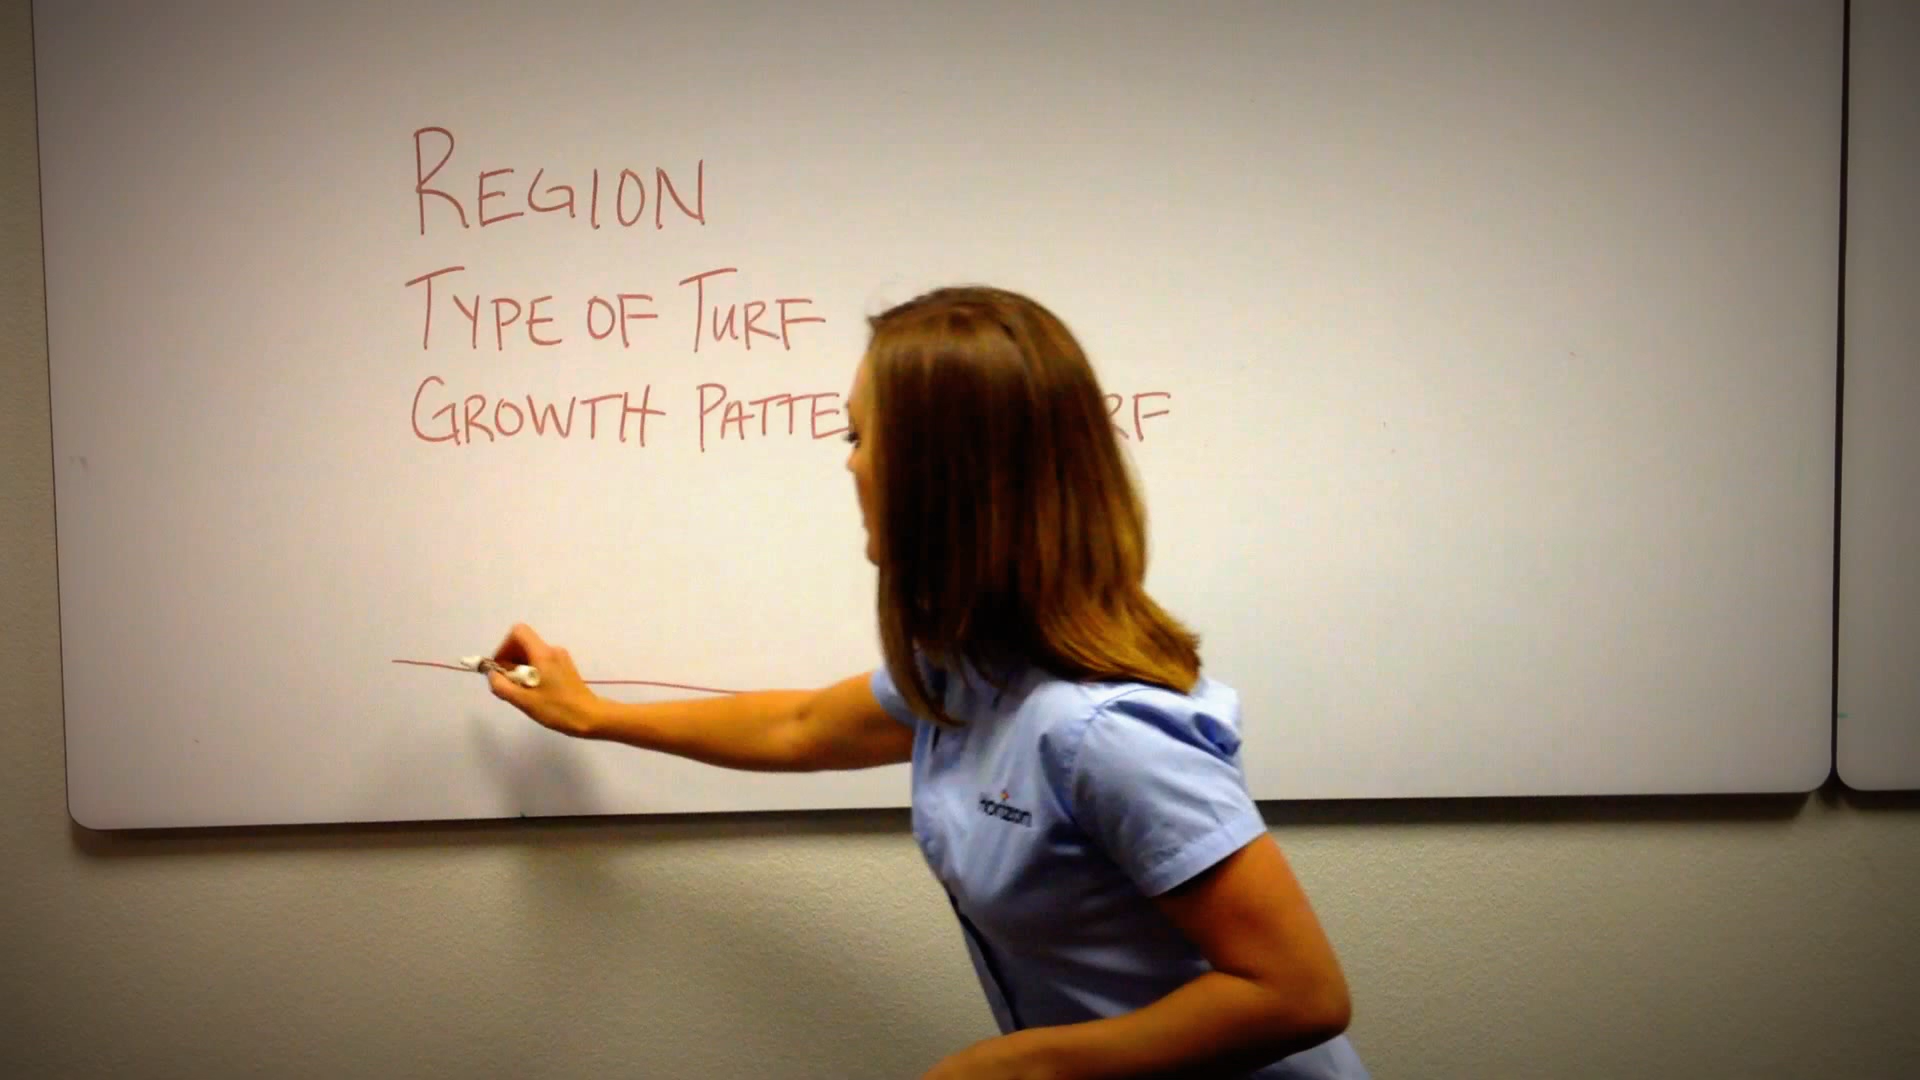 REGION
TYPE OF TURF
GROWTH PATTE RF
Horizon